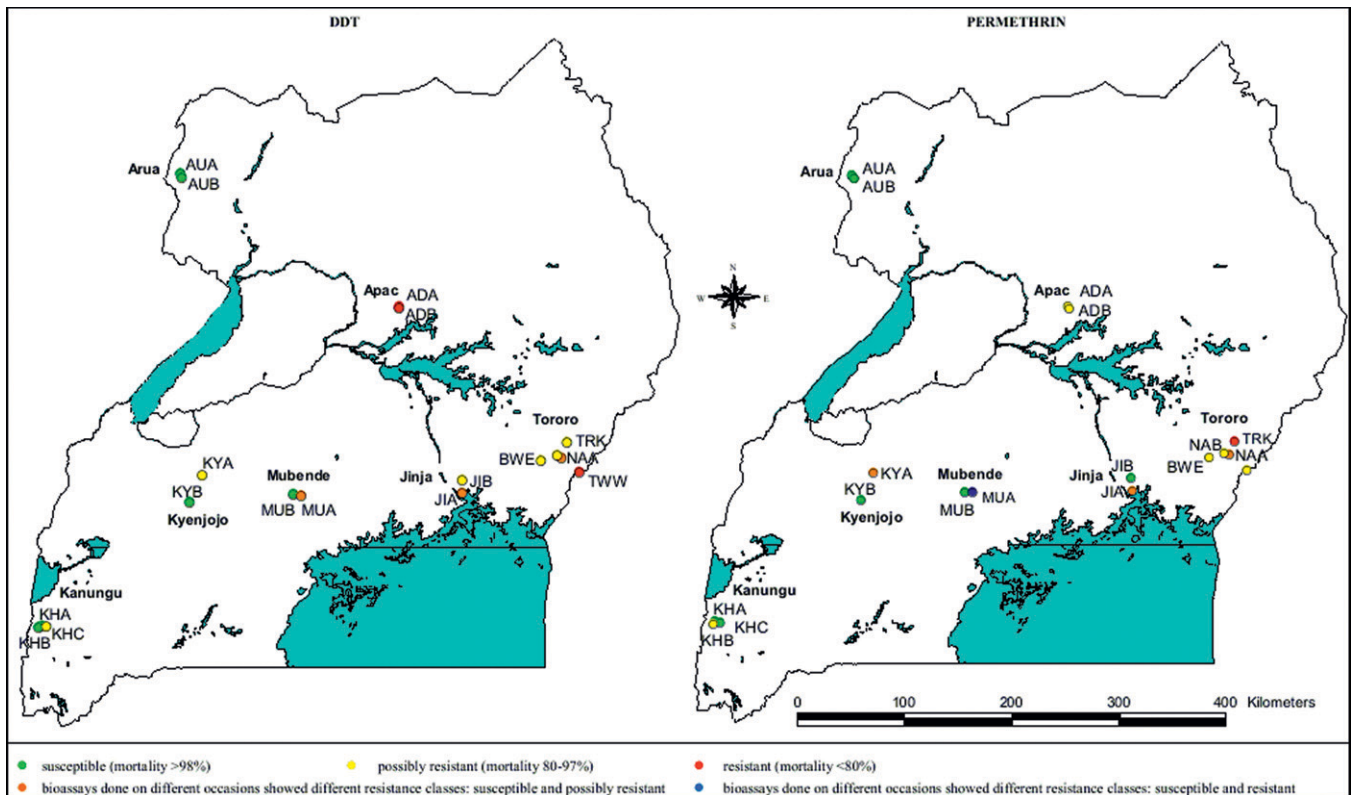 DDT
PERMETHRIN
Arua
AUA
AUB
Apac
ADA
ADB
Tororo
TRK
BWE
NAA
TWW
KYA
KYB
Kyenjojo
Mubende
MUB MUA
Jinja
JIB
JIA
Kanungu
KHA
KHC
KHB
N
W E
S
Arua
AUA
AUB
Apac
ADA
ADB
Tororo
TRK
NAB
NAA
BWE
KYA
KYB
Kyenjojo
Mubende
MUA
MUB
Jinja
JIB
JIA
Kanungu
KHA
KHC
KHB
0 100 200 300 400 Kilometers
susceptible (mortality >98%) possibly resistant (mortality 80-97%) resistant (mortality <80%)
bioassays done on different occasions showed different resistance classes: susceptible and possibly resistant bioassays done on different occasions showed different resistance classes: susceptible and resistant